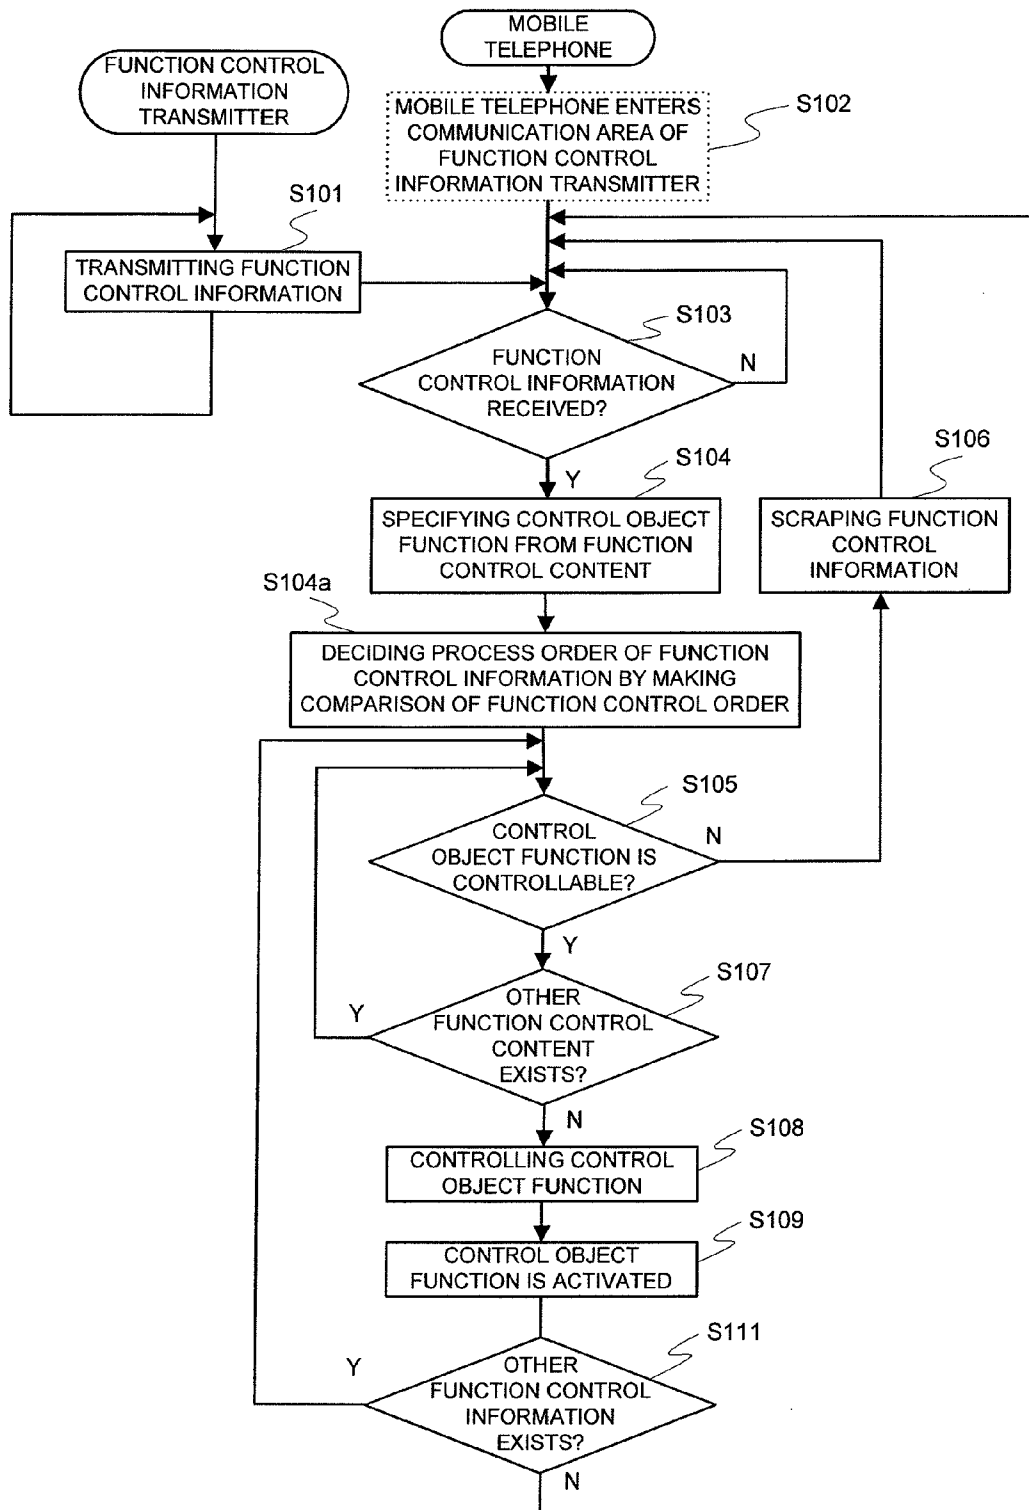 MOBILE
TELEPHONE
FUNCTION CONTROL
INFORMATION
TRANSMITTER
MOBILE TELEPHONE ENTERS
COMMUNICATION AREA OF
FUNCTION CONTROL
INFORMATION TRANSMITTER
S102
S101
TRANSMITTING FUNCTION
CONTROL INFORMATION
S103
FUNCTION
CONTROL INFORMATION
RECEIVED?
N
Y
S104
SPECIFYING CONTROL OBJECT
FUNCTION FROM FUNCTION
CONTROL CONTENT
S106
SCRAPING FUNCTION
CONTROL
INFORMATION
S104a
DECIDING PROCESS ORDER OF FUNCTION
CONTROL INFORMATION BY MAKING
COMPARISON OF FUNCTION CONTROL ORDER
S105
CONTROL
OBJECT FUNCTION IS
CONTROLLABLE?
N
Y
S107
OTHER
FUNCTION CONTROL
CONTENT
EXISTS?
Y
N
S108
CONTROLLING CONTROL
OBJECT FUNCTION
S109
CONTROL OBJECT
FUNCTION IS ACTIVATED
S111
OTHER
FUNCTION CONTROL
INFORMATION
EXISTS?
Y
N